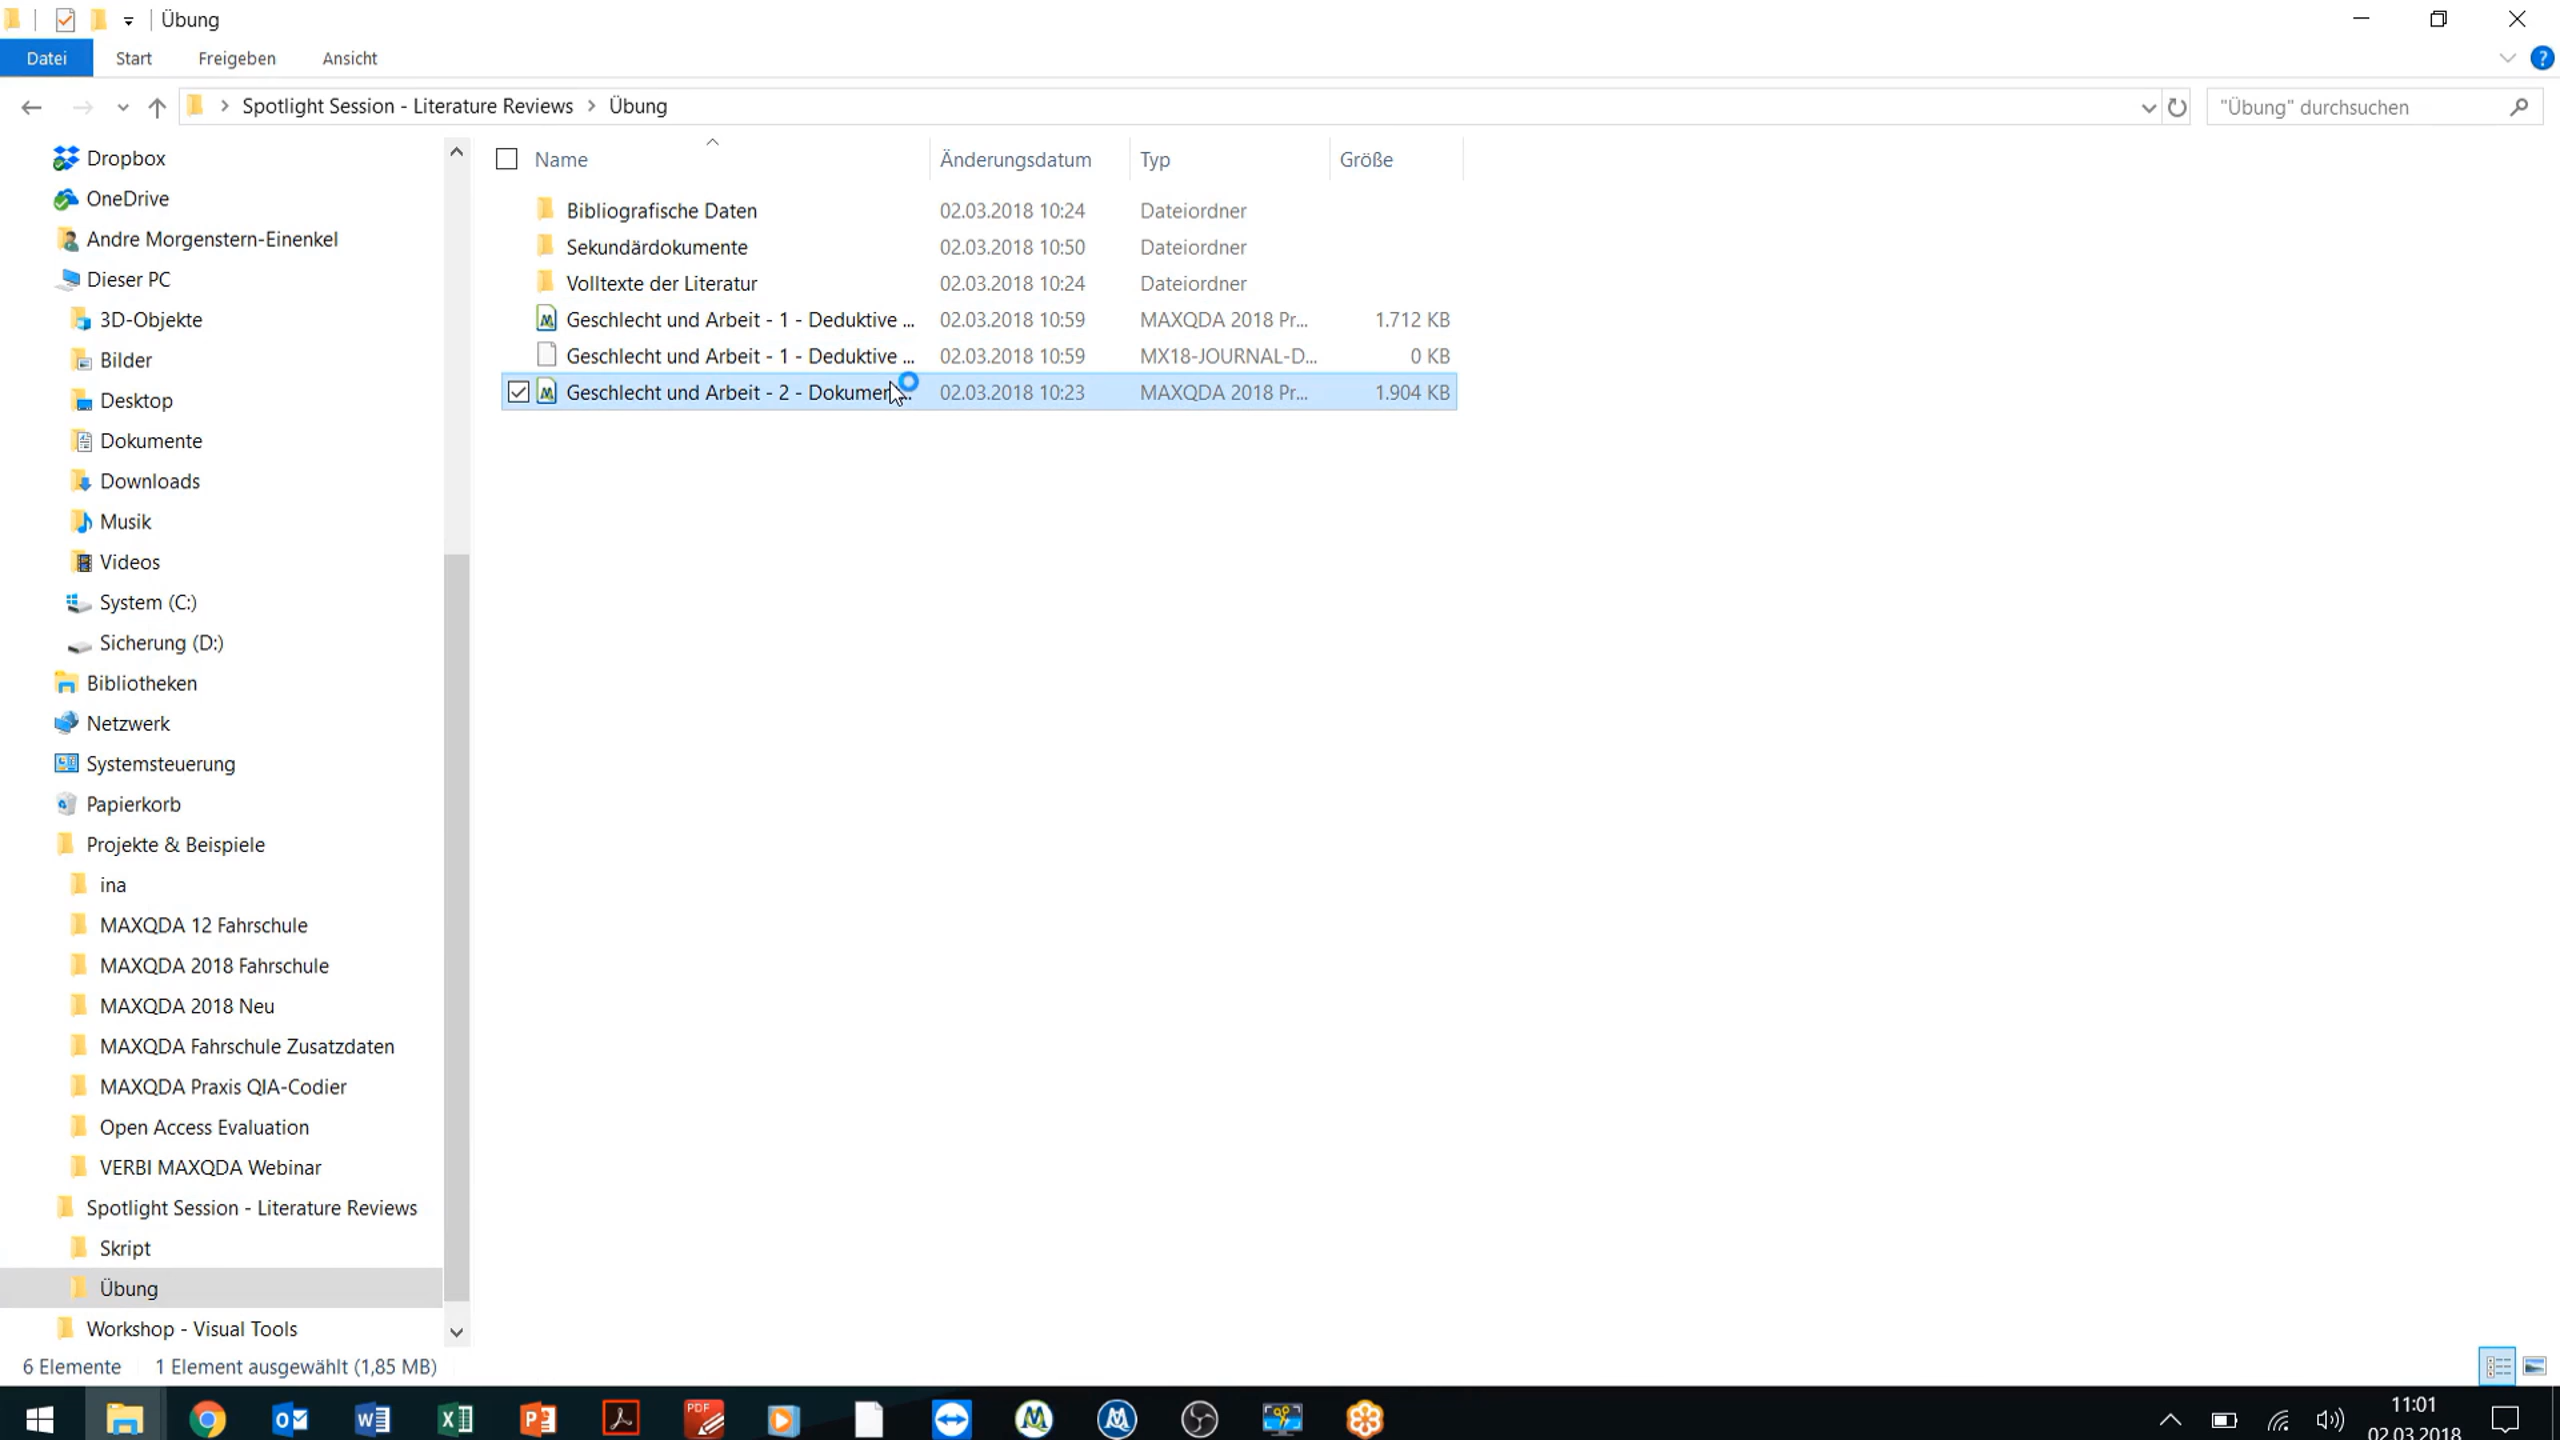 Übung
Datei Start Freigeben Ansicht
Spotlight Session - Literature Reviews Übung "Übung" durchsuchen
Name Änderungsdatum Typ Größe
Bibliografische Daten 02.03.2018 10:24 Dateiordner
Sekundärdokumente 02.03.2018 10:50 Dateiordner
Volltexte der Literatur 02.03.2018 10:24 Dateiordner
Geschlecht und Arbeit - 1 - Deduktive ... 02.03.2018 10:59 MAXQDA 2018 Pr... 1.712 KB
Geschlecht und Arbeit - 1 - Deduktive ... 02.03.2018 10:59 MX18-JOURNAL-D... 0 KB
Geschlecht und Arbeit - 2 - Dokumen... 02.03.2018 10:23 MAXQDA 2018 Pr... 1.904 KB
Dropbox
OneDrive
Andre Morgenstern-Einenkel
Dieser PC
3D-Objekte
Bilder
Desktop
Dokumente
Downloads
Musik
Videos
System (C:)
Sicherung (D:)
Bibliotheken
Netzwerk
Systemsteuerung
Papierkorb
Projekte & Beispiele
ina
MAXQDA 12 Fahrschule
MAXQDA 2018 Fahrschule
MAXQDA 2018 Neu
MAXQDA Fahrschule Zusatzdaten
MAXQDA Praxis QIA-Codier
Open Access Evaluation
VERBI MAXQDA Webinar
Spotlight Session - Literature Reviews
Skript
Übung
Workshop - Visual Tools
6 Elemente 1 Element ausgewählt (1,85 MB)
11:01
02.03.2018